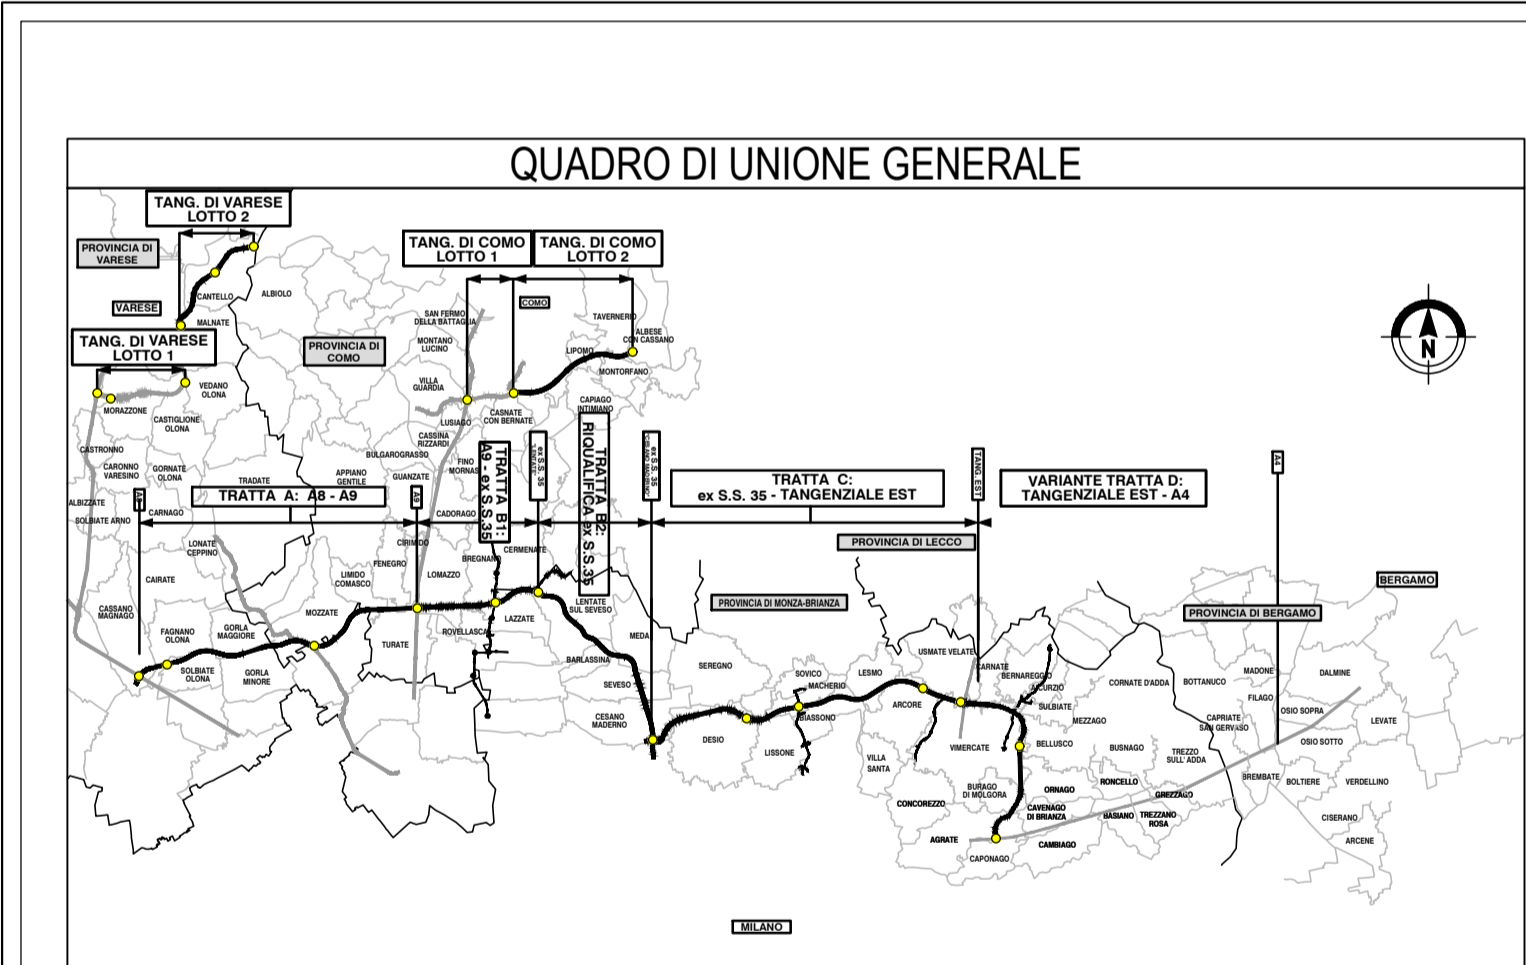 QUADRO DI UNIONE GENERALE
TANG. DI VARESE
LOTTO 2
PROVINCIA DI
VARESE
TANG. DI COMO
LOTTO 1
TANG. DI COMO
LOTTO 2
CANTELLO
ALBIOLO
VARESE
MALNATE
COMO
SAN FERMO
DELLA BATTAGLIA
TAVERNERIO
ALBESE
CON CASSANO
TANG. DI VARESE
LOTTO 1
PROVINCIA DI
COMO
MONTANO
LUCINO
LIPOMO
MONTORFANO
N
VEDANO
OLONA
VILLA
GUARDIA
MORAZZONE
CASTIGLIONE
OLONA
LUSIAGO
CASNATE
CON BERNATE
CAPIAGO
INTIMIANO
CASTRONNO
CASSINA
RIZZARDI
BULGAROGRASSO
CARONNO
VARESINO
GORNATE
OLONA
TRADATE
APPIANO
GENTILE
GUANZATE
FINO
MORNAS
TRATTA B1:
A9 - ex S.S.35
ex S.S. 35
TRATTA B2:
RIQUALIFICA ex S.S.35
ex S.S. 35
TRATTA C:
ex S.S. 35 - TANGENZIALE EST
TANG. EST
VARIANTE TRATTA D:
TANGENZIALE EST - A4
A4
TRATTA A: A8 - A9
A9
ALBIZZATE
SOLBIATE ARNO
CARNAGO
CADORAGO
LONATE
CEPPINO
CIRIMIDO
BREGNANO
CERMENATE
PROVINCIA DI LECCO
CAIRATE
LIMIDO
COMASCO
FENEGRO
LOMAZZO
BERGAMO
CASSANO
MAGNAGO
MOZZATE
LENTATE
SUL SEVESO
PROVINCIA DI MONZA-BRIANZA
PROVINCIA DI BERGAMO
FAGNANO
OLONA
GORLA
MAGGIORE
TURATE
ROVELLASCA
LAZZATE
MEDA
SOLBIATE
OLONA
GORLA
MINORE
BARLASSINA
SEREGNO
USMATE VELATE
CARNATE
BERNAREGGIO
SEVESO
SOVICO
MACHERIO
LESMO
AICURZIO
CORNATE D'ADDA
BOTTANUCO
MADONE
DALMINE
FILAGO
CESANO
MADERNO
BIASSONO
ARCORE
SULBIATE
MEZZAGO
CAPRIATE
SAN GERVASO
OSIO SOPRA
LEVATE
DESIO
LISSONE
VILLA
SANTA
VIMERCATE
BELLUSCO
BUSNAGO
TREZZO
SULL' ADDA
OSIO SOTTO
BURAGO
DI MOLGORA
ORNAGO
RONCELLO
GREZZAGO
BREMBATE
BOLTIERE
VERDELLINO
CONCOREZZO
CAVENAGO
DI BRIANZA
BASIANO
TREZZANO
ROSA
CISERANO
AGRATE
CAPONAGO
CAMBIAGO
ARCENE
MILANO